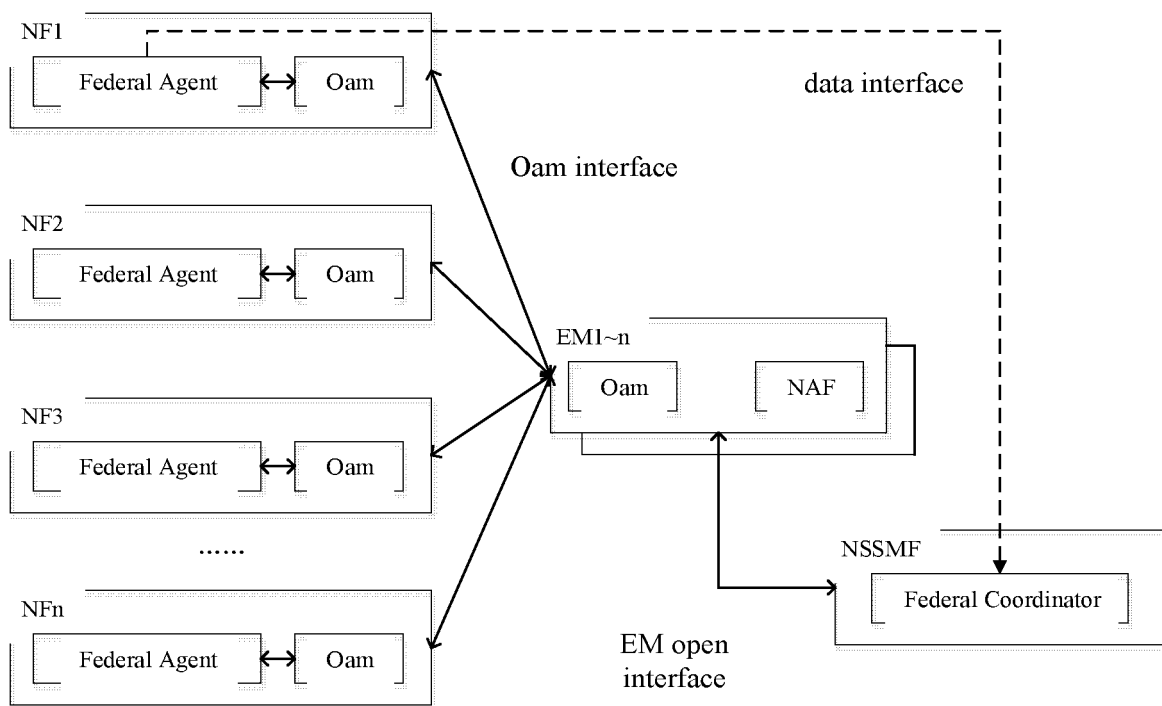 NF1
Federal Agent
Oam
data interface
Oam interface
NF2
Federal Agent
Oam
EM1~n
Oam
NAF
NF3
Federal Agent
Oam
......
NSSMF
Federal Coordinator
NFn
Federal Agent
Oam
EM open
interface